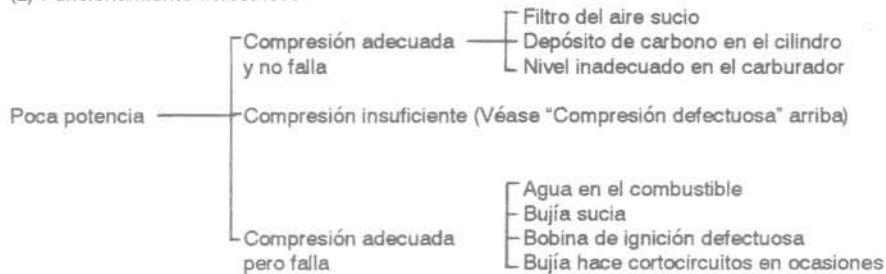 Filtro del aire sucio
Compresión adecuada
Depósito de carbono en el cilindro
y no falla
Nivel inadecuado en el carburador
Poca potencia
Compresión insuficiente (Véase "Compresión defectuosa" arriba)
Agua en el combustible
Bujía sucia
Compresión adecuada
Bobina de ignición defectuosa
pero falla
Bujía hace cortocircuitos en ocasiones